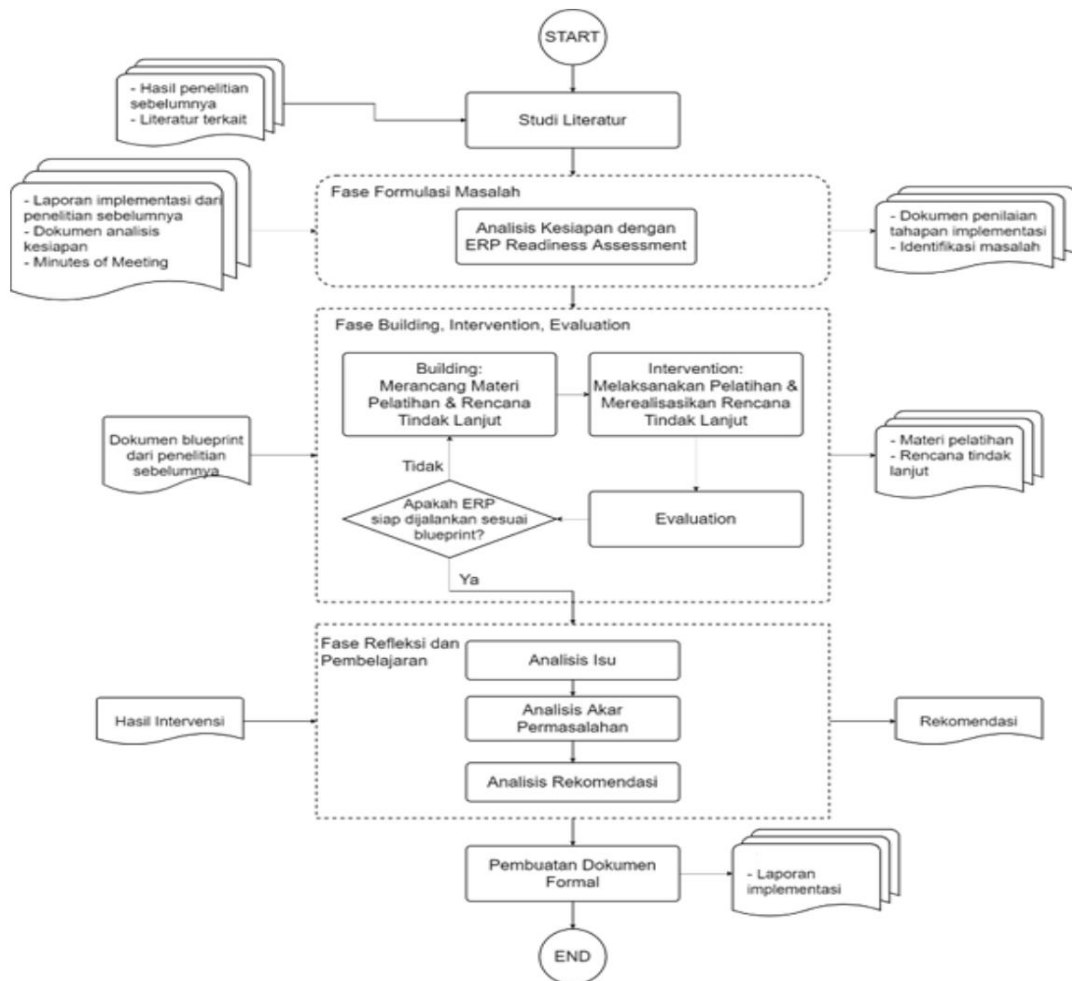 START
- Hasil penelitian
sebelumnya
- Literatur terkait
Studi Literatur
Fase Formulasi Masalah
- Laporan implementasi dari
penelitian sebelumnya
- Dokumen analisis
kesiapan
- Minutes of Meeting
Analisis Kesiapan dengan
ERP Readiness Assessment
- Dokumen penilaian
tahapan implementasi
- Identifikasi masalah
Fase Building, Intervention, Evaluation
Building:
Merancang Materi
Pelatihan & Rencana
Tindak Lanjut
Intervention:
Melaksanakan Pelatihan &
Merealisasikan Rencana
Tindak Lanjut
Dokumen blueprint
dari penelitian
sebelumnya
- Materi pelatihan
- Rencana tindak
lanjut
Tidak
Apakah ERP
siap dijalankan sesuai
blueprint?
Evaluation
Ya
Fase Refleksi dan
Pembelajaran
Analisis Isu
Hasil Intervensi
Analisis Akar
Permasalahan
Rekomendasi
Analisis Rekomendasi
Pembuatan Dokumen
Formal
- Laporan
implementasi
END